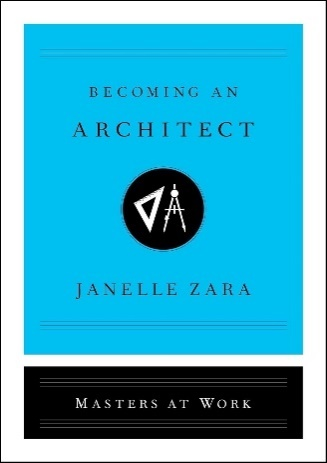 BECOMING AN
ARCHITECT
JANELLE ZARA
MASTERS AT WORK